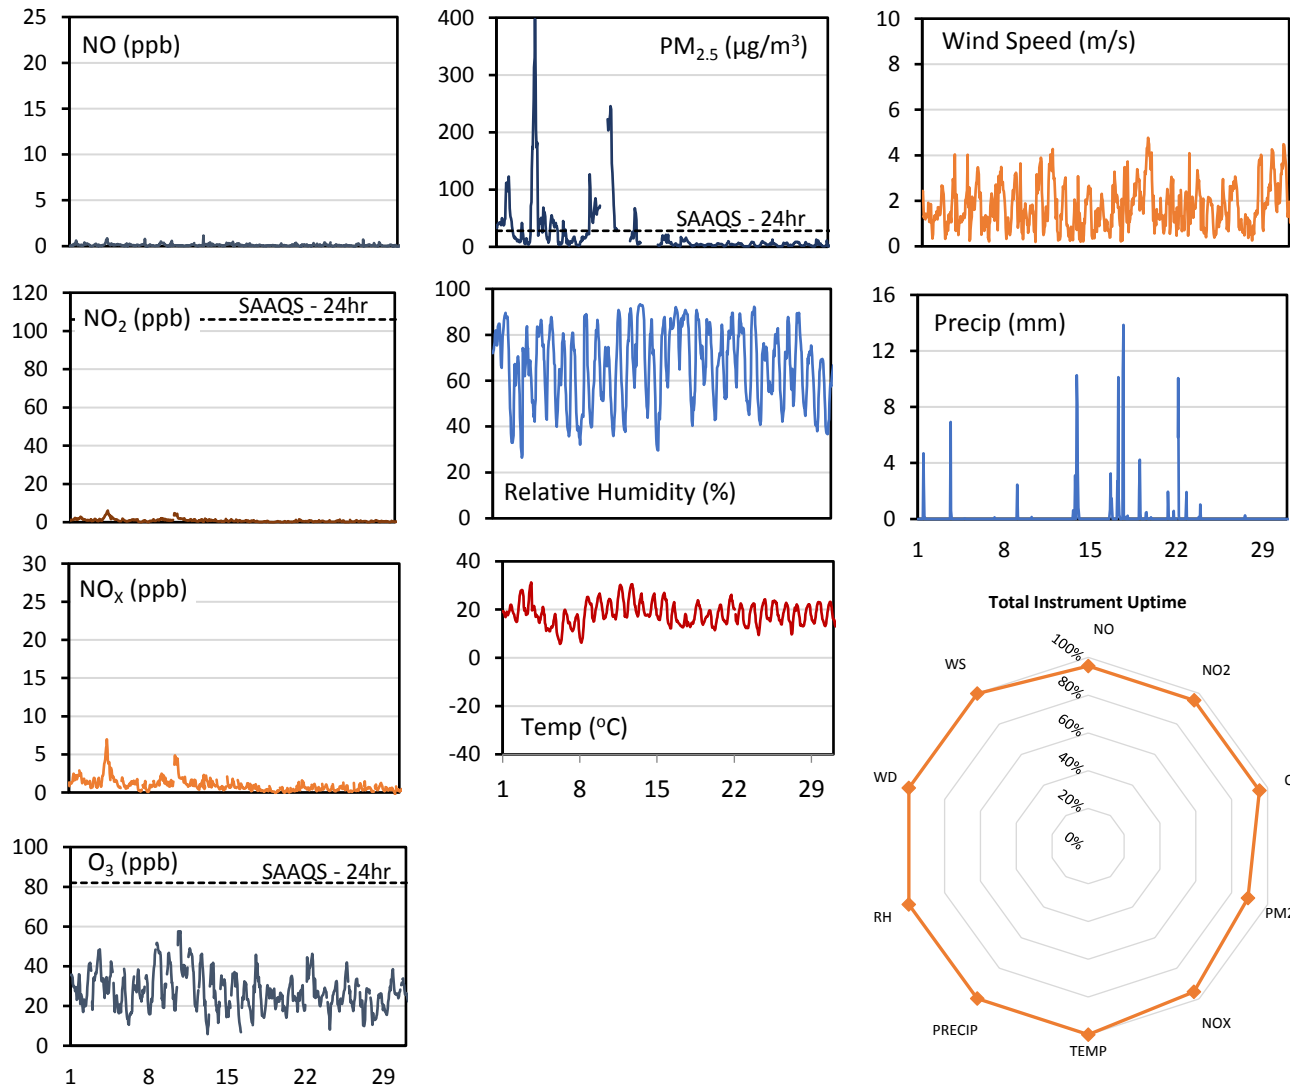 NO (ppb)
25
20
15
10
5
0
PM2.5 (µg/m³)
400
300
200
100
0
SAAQS - 24hr
Wind Speed (m/s)
10
8
6
4
2
0
NO2 (ppb)
SAAQS - 24hr
120
100
80
60
40
20
0
Relative Humidity (%)
100
80
60
40
20
0
Precip (mm)
16
12
8
4
0
1 8 15 22 29
NOX (ppb)
30
25
20
15
10
5
0
Temp (°C)
40
20
0
-20
-40
1 8 15 22 29
O3 (ppb)
SAAQS - 24hr
100
80
60
40
20
0
1 8 15 22 29
Total Instrument Uptime
NO
NO2
PM2
NOX
TEMP
PRECIP
RH
WD
WS
100%
80%
60%
40%
20%
0%